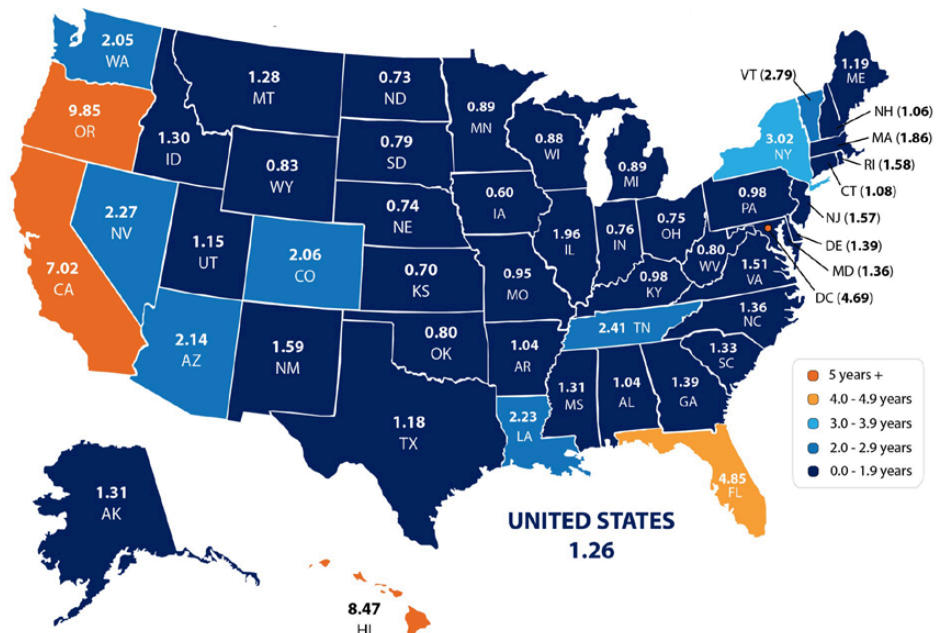 2.05
WA
9.85
OR
7.02
CA
2.27
NV
1.30
ID
1.28
MT
0.83
WY
1.15
UT
2.06
CO
2.14
AZ
1.59
NM
0.73
ND
0.79
SD
0.74
NE
0.70
KS
0.80
OK
1.18
TX
0.89
MN
0.60
IA
0.95
MO
1.04
AR
2.23
LA
0.88
WI
1.96
IL
0.89
MI
0.76
IN
0.75
OH
0.98
KY
2.41 TN
1.31
MS
1.04
AL
1.39
GA
4.85
FL
1.33
SC
1.36
NC
1.51
VA
0.80
WV
0.98
PA
3.02
NY
VT (2.79)
1.19
ME
NH (1.06)
MA (1.86)
RI (1.58)
CT (1.08)
NJ (1.57)
DE (1.39)
MD (1.36)
DC (4.69)
5 years +
4.0 - 4.9 years
3.0 - 3.9 years
2.0 - 2.9 years
0.0 - 1.9 years
1.31
AK
8.47
HI
UNITED STATES
1.26